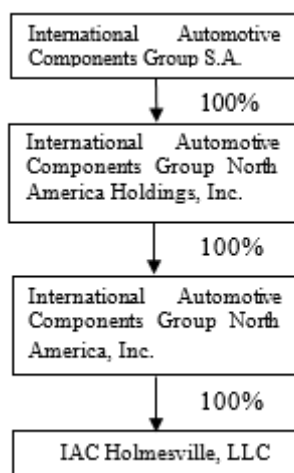 International Automotive
Components Group S.A.
100%
International Automotive
Components Group North
America Holdings, Inc.
100%
International Automotive
Components Group North
America, Inc.
100%
IAC Holmesville, LLC